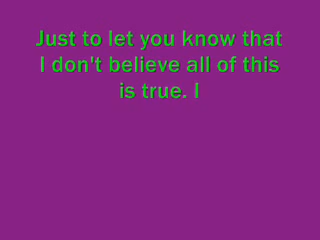 Just to let you know that
I don't believe all of this
is true. I